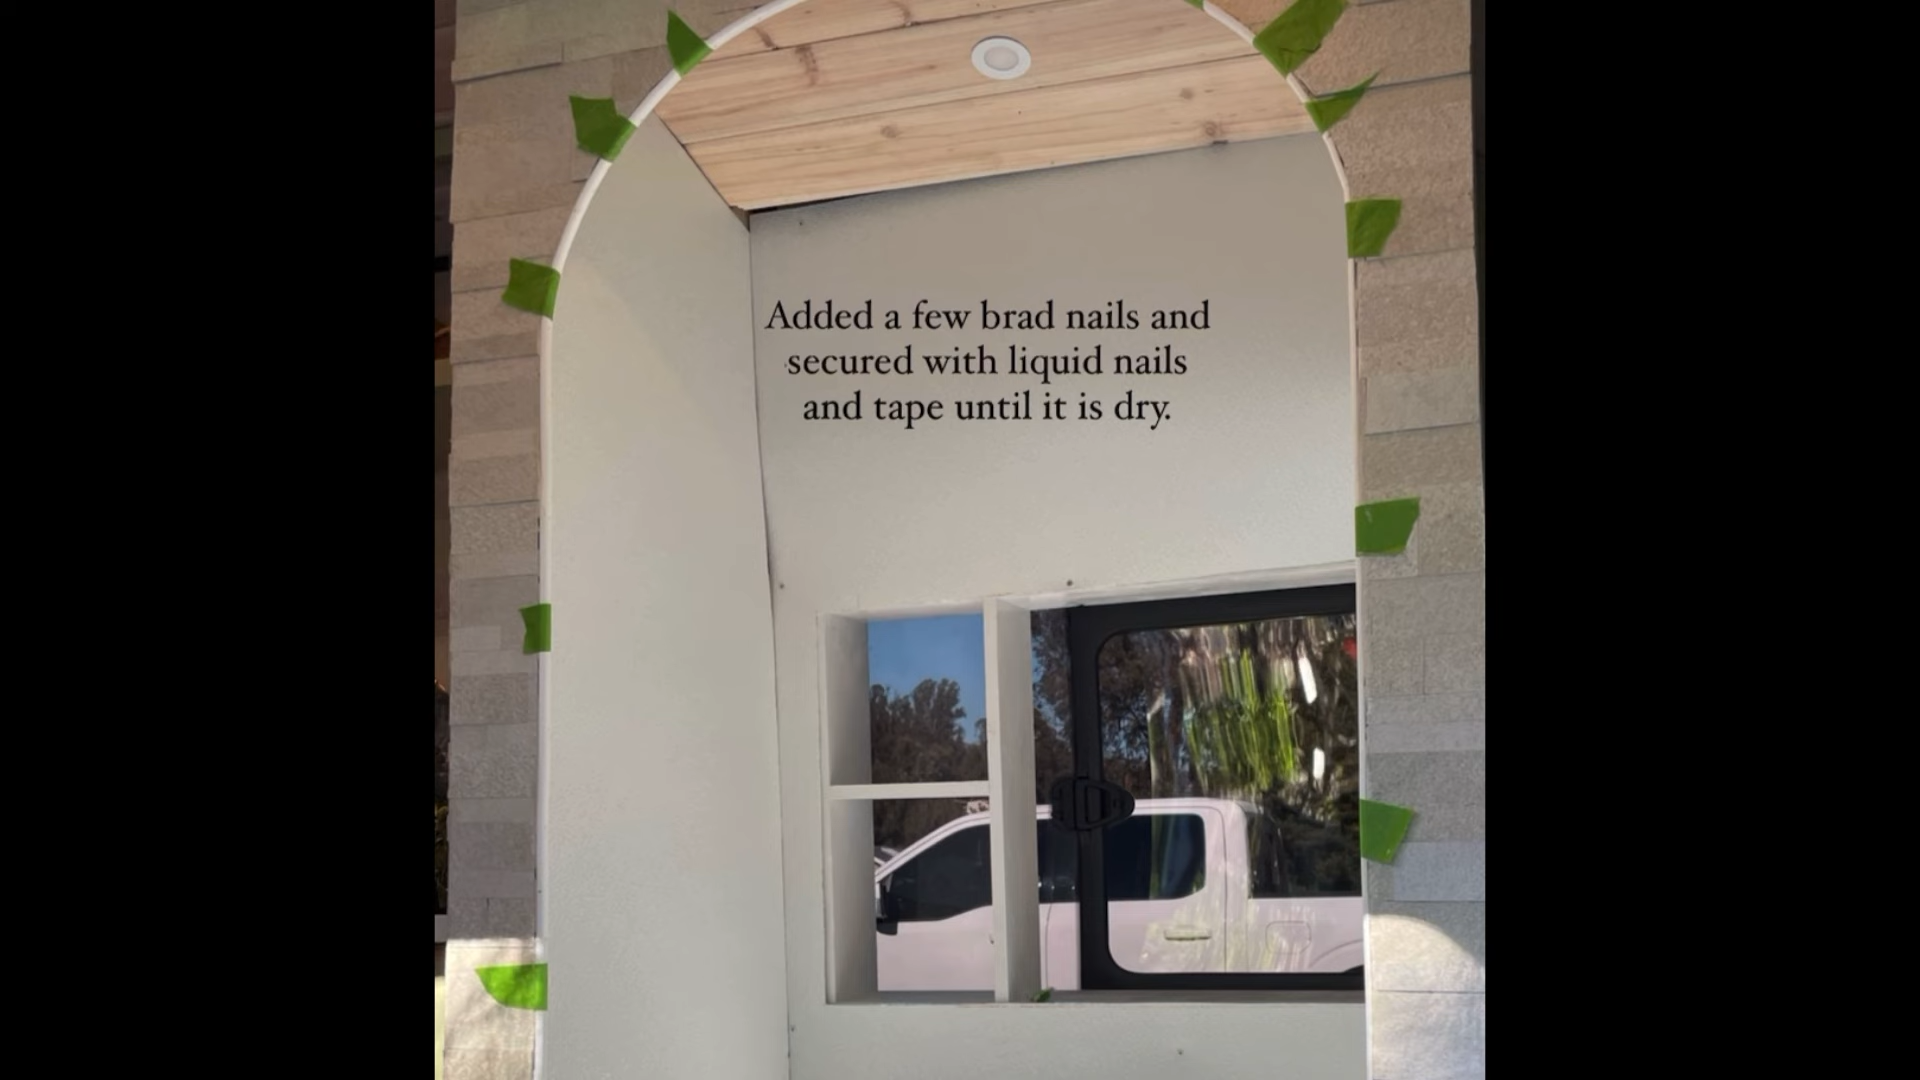 Added a few brad nails and
secured with liquid nails
and tape until it is dry.